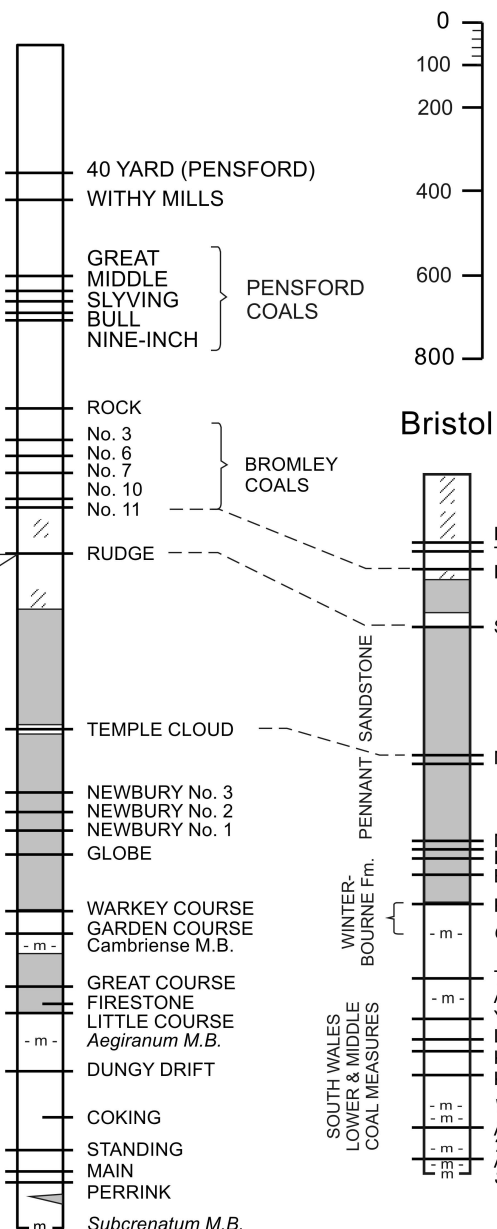 40 YARD (PENSFORD)
WITHY MILLS
GREAT
MIDDLE
SLYVING
BULL
NINE-INCH
PENSFORD
COALS
ROCK
No. 3
No. 6
No. 7
No. 10
No. 11
BROMLEY
COALS
RUDGE
TEMPLE CLOUD
NEWBURY No. 3
NEWBURY No. 2
NEWBURY No. 1
GLOBE
WARKEY COURSE
GARDEN COURSE
- m - Cambriense M.B.
GREAT COURSE
FIRESTONE
LITTLE COURSE
- m - Aegiranum M.B.
DUNGY DRIFT
COKING
STANDING
MAIN
PERRINK
m Subcrenatum M.B.
0
100
200
400
600
800
Bristol
PENNANT SANDSTONE
WINTER-
BOURNE Fm.
SOUTH WALES
LOWER & MIDDLE
COAL MEASURES
- m -
- m -
- m -
- m -
- m -
- m -
m